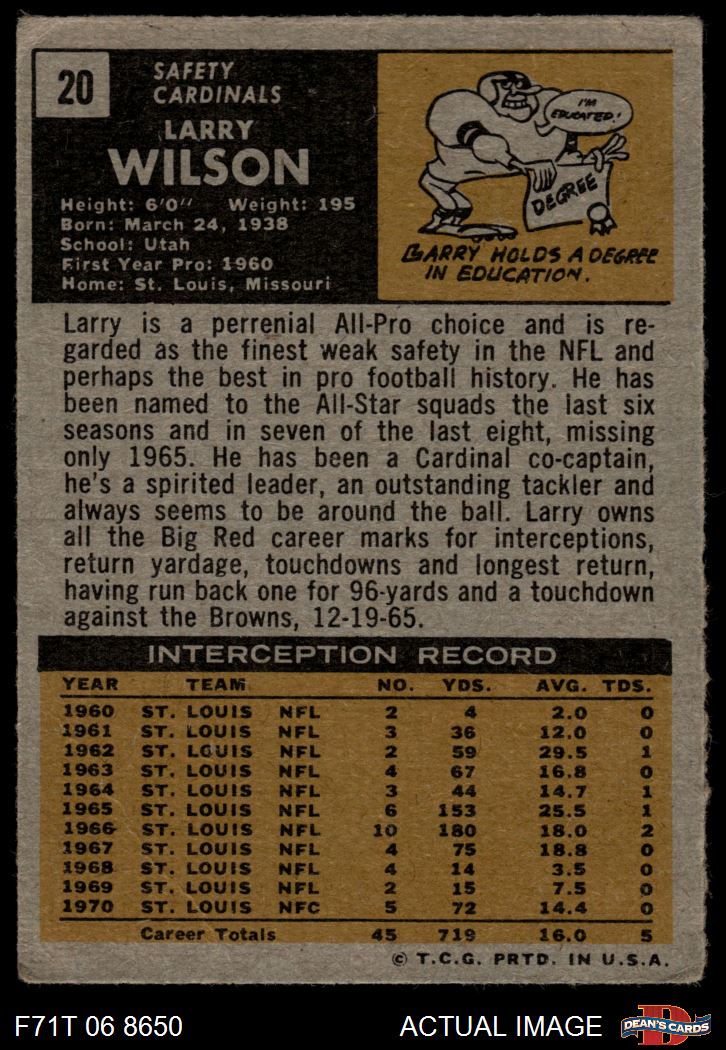 20
SAFETY
CARDINALS
LARRY
WILSON
Height: 6'0" Weight: 195
Born: March 24, 1938
School: Utah
First Year Pro: 1960
Home: St. Louis, Missouri
I'M
EDUCATED!
DEGREE
LARRY HOLDS A DEGREE
IN EDUCATION.
Larry is a perrenial All-Pro choice and is re-
garded as the finest weak safety in the NFL and
perhaps the best in pro football history. He has
been named to the All-Star squads the last six
seasons and in seven of the last eight, missing
only 1965. He has been a Cardinal co-captain,
he's a spirited leader, an outstanding tackler and
always seems to be around the ball. Larry owns
all the Big Red career marks for interceptions,
return yardage, touchdowns and longest return,
having run back one for 96-yards and a touchdown
against the Browns, 12-19-65.
INTERCEPTION RECORD
YEAR TEAM NO. YDS. AVG. TDS.
1960 ST. LOUIS NFL 2 4 2.0 0
1961 ST. LOUIS NFL 3 36 12.0 0
1962 ST. LOUIS NFL 2 59 29.5 1
1963 ST. LOUIS NFL 4 67 16.8 0
1964 ST. LOUIS NFL 3 44 14.7 1
1965 ST. LOUIS NFL 6 153 25.5 1
1966 ST. LOUIS NFL 10 180 18.0 2
1967 ST. LOUIS NFL 4 75 18.8 0
1968 ST. LOUIS NFL 4 14 3.5 0
1969 ST. LOUIS NFL 2 15 7.5 0
1970 ST. LOUIS NFC 5 72 14.4 0
Career Totals 45 719 16.0 5
© T.C.G. PRTD. IN U.S.A.
F71T 06 8650 ACTUAL IMAGE
D
DEAN'S CARDS